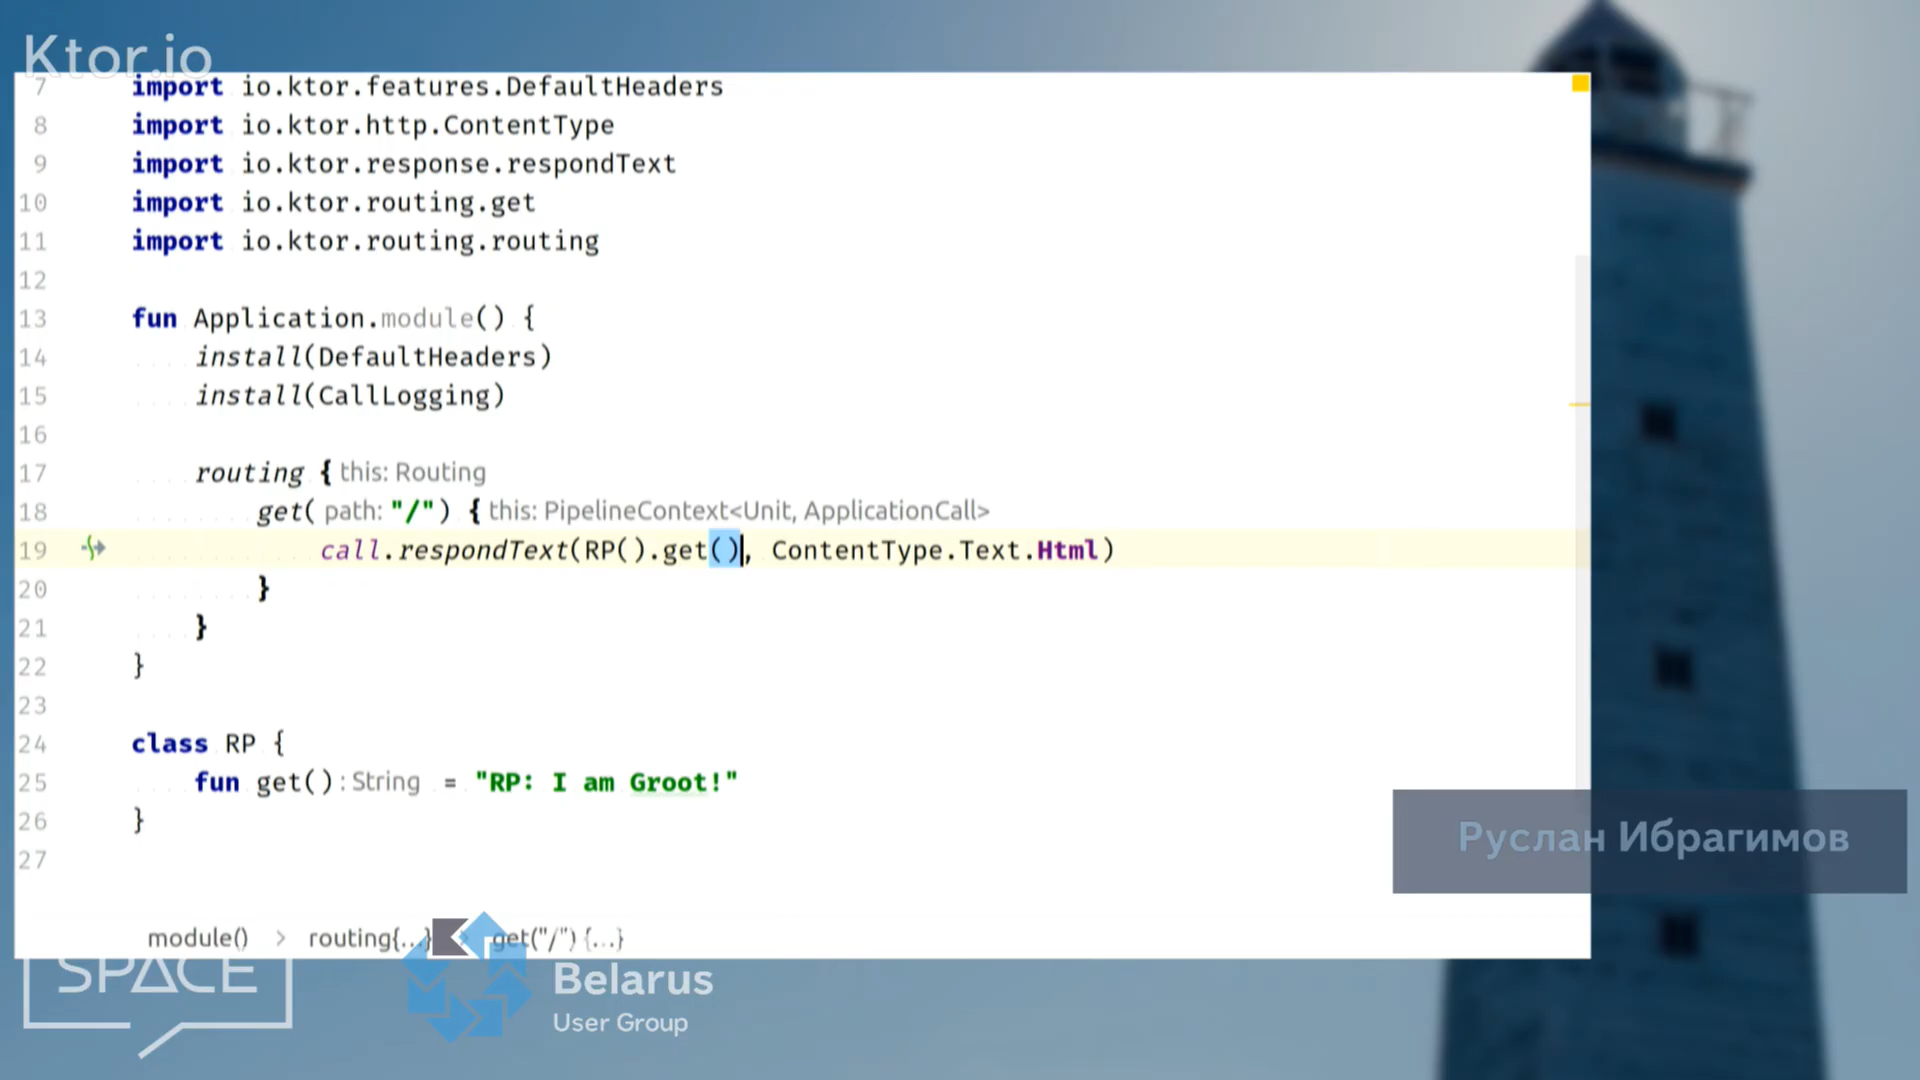 Ktor.io
7 import io.ktor.features.DefaultHeaders
8 import io.ktor.http.ContentType
9 import io.ktor.response.respondText
10 import io.ktor.routing.get
11 import io.ktor.routing.routing
12
13 fun Application.module() {
14 install(DefaultHeaders)
15 install(CallLogging)
16
17 routing { this: Routing
18 get( path: "/") { this: PipelineContext<Unit, ApplicationCall>
19 call.respondText(RP().get(), ContentType.Text.Html)
20 }
21 }
22 }
23
24 class RP {
25 fun get(): String = "RP: I am Groot!"
26 }
27
Руслан Ибрагимов
module() > routing{...} > get("/") {...}
SPACE
Belarus
User Group